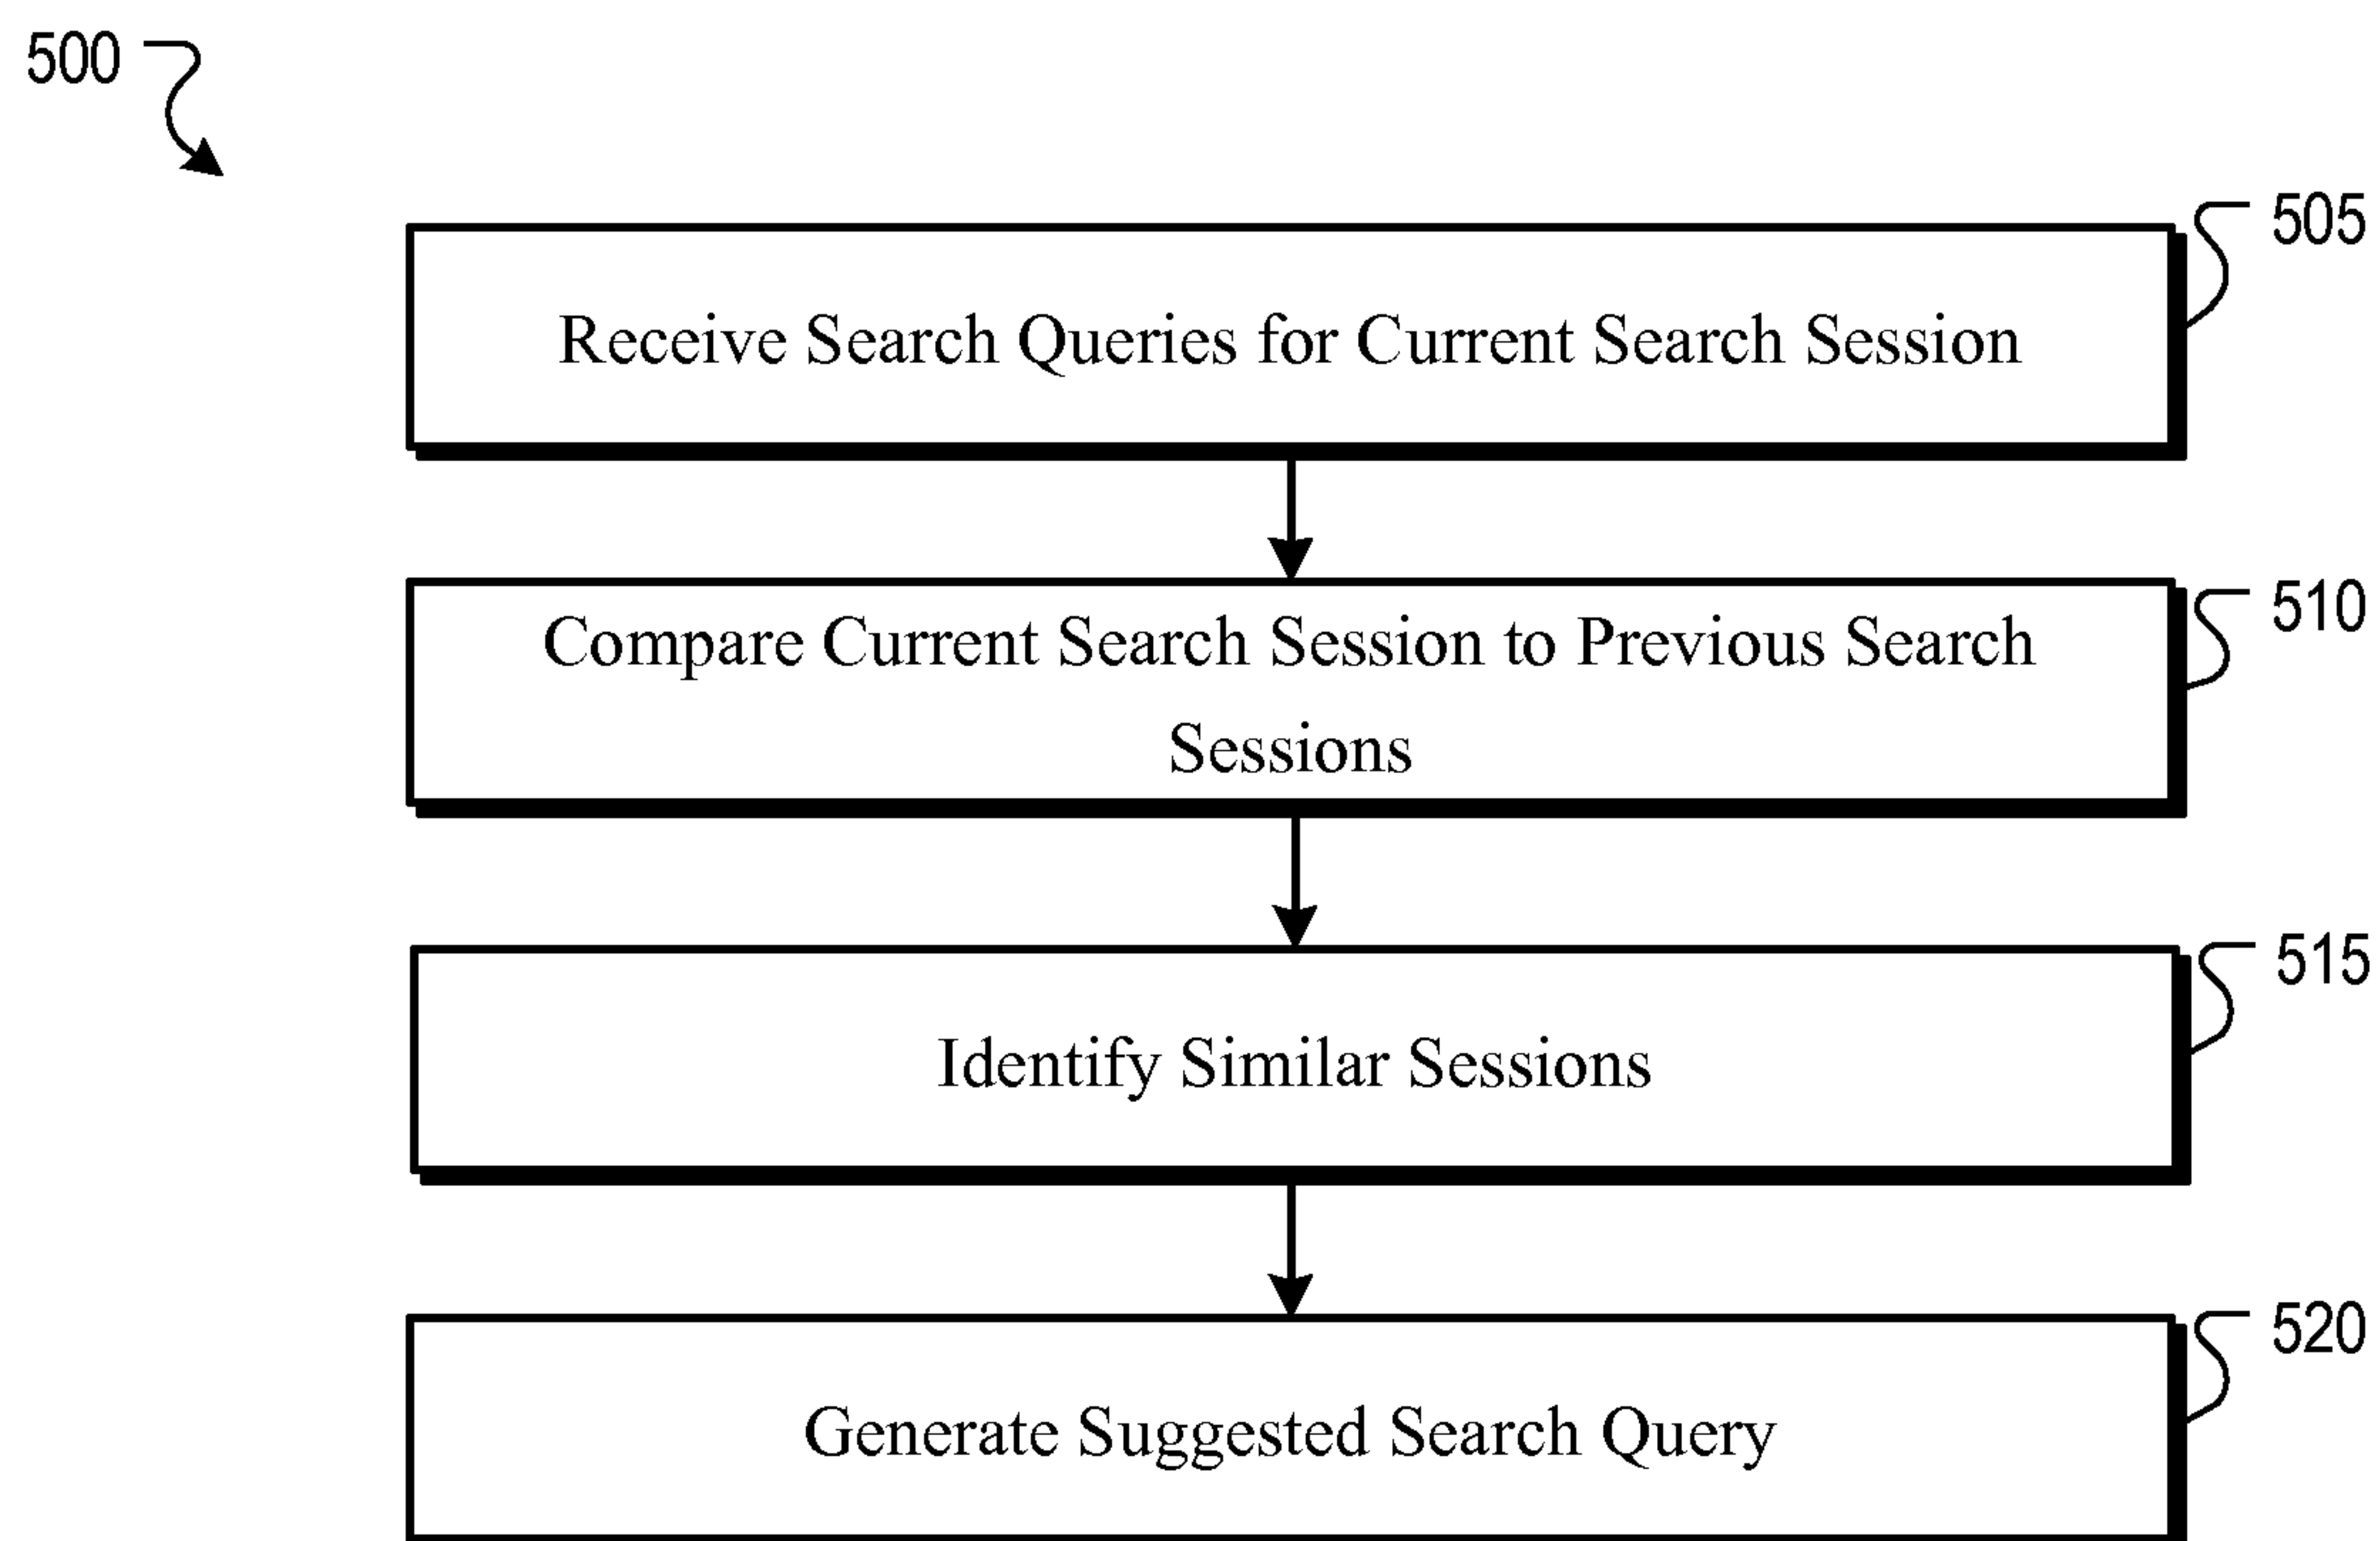 500
505
Receive Search Queries for Current Search Session
510
Compare Current Search Session to Previous Search
Sessions
515
Identify Similar Sessions
520
Generate Suggested Search Query